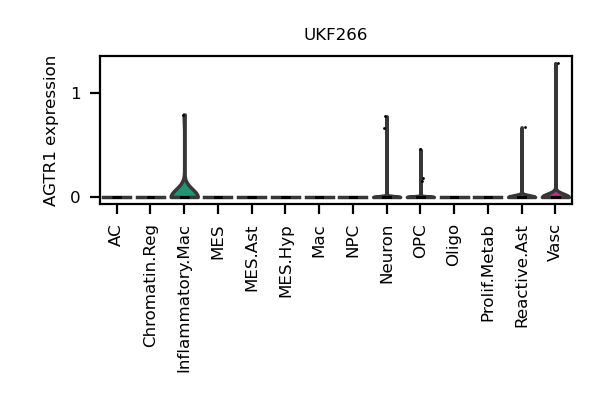 UKF266
AGTR1 expression
1
0
AC
Chromatin.Reg
Inflammatory.Mac
MES
MES.Ast
MES.Hyp
Mac
NPC
Neuron
OPC
Oligo
Prolif.Metab
Reactive.Ast
Vasc